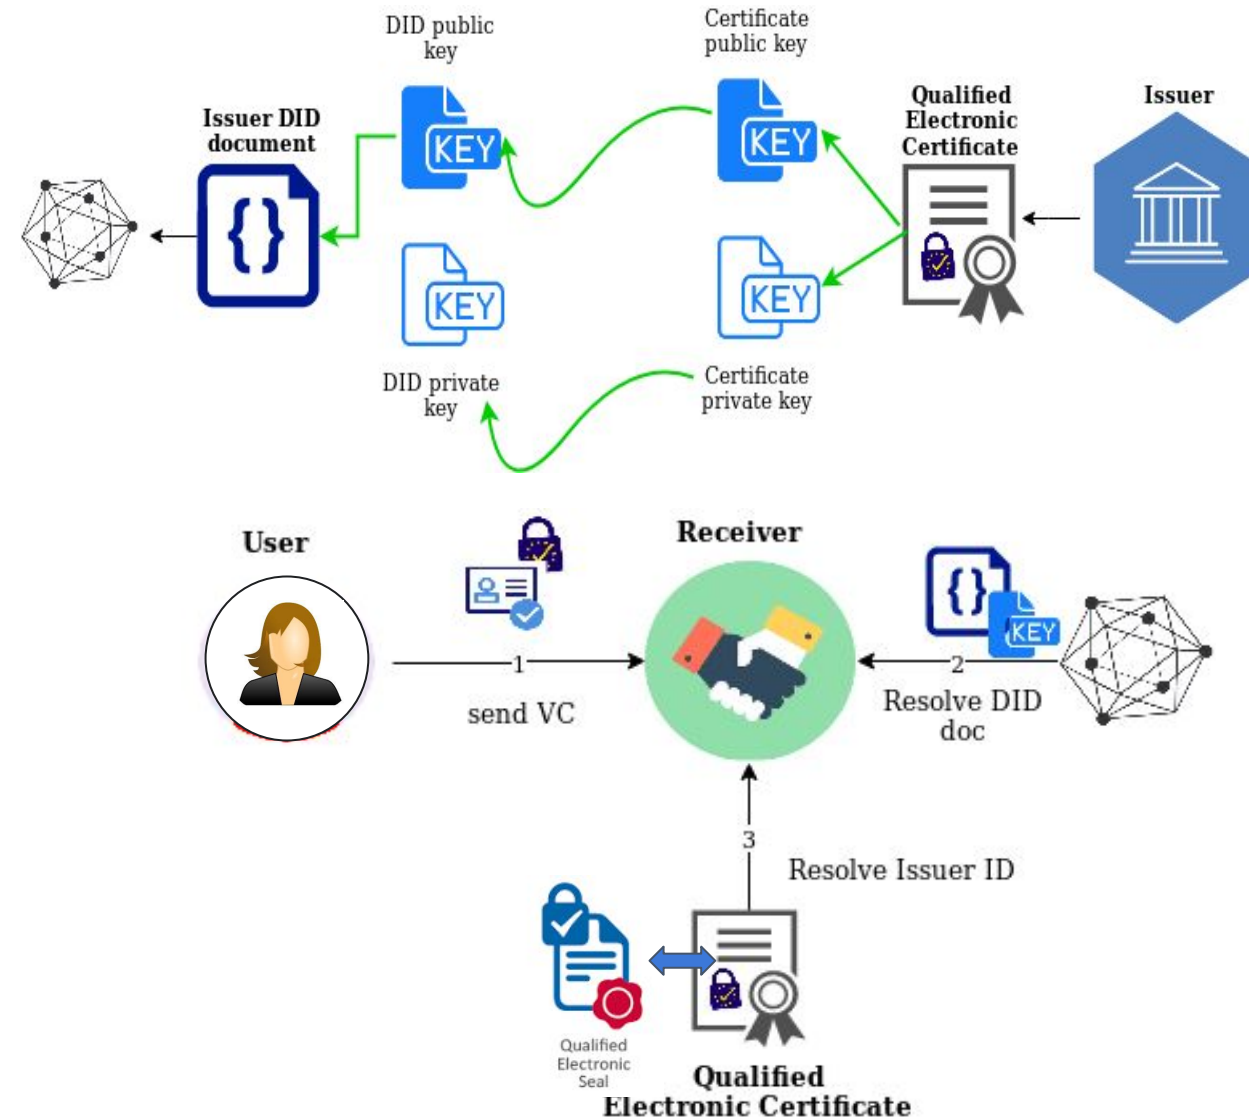 DID public
key
Certificate
public key
Issuer DID
document
Qualified
Electronic
Certificate
Issuer
KEY
KEY
{}
KEY
KEY
DID private
key
Certificate
private key
User
Receiver
{}
KEY
1
send VC
2
Resolve DID
doc
3
Resolve Issuer ID
Qualified
Electronic
Seal
Qualified
Electronic Certificate